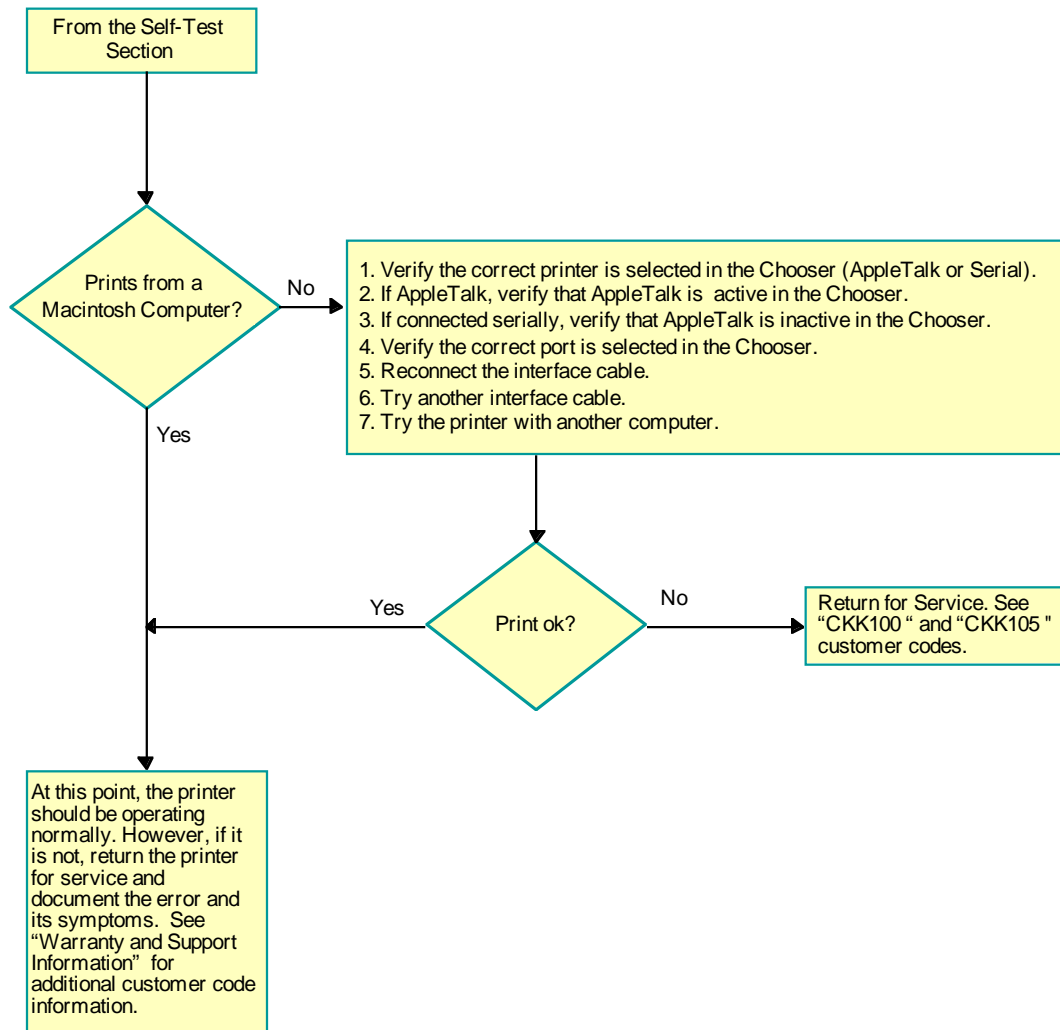 From the Self-Test
Section
Prints from a
Macintosh Computer?
No
1. Verify the correct printer is selected in the Chooser (AppleTalk or Serial).
2. If AppleTalk, verify that AppleTalk is active in the Chooser.
3. If connected serially, verify that AppleTalk is inactive in the Chooser.
4. Verify the correct port is selected in the Chooser.
5. Reconnect the interface cable.
6. Try another interface cable.
7. Try the printer with another computer.
Yes
Print ok?
Yes
No
Return for Service. See
“CKK100 “ and “CKK105 "
customer codes.
At this point, the printer
should be operating
normally. However, if it
is not, return the printer
for service and
document the error and
its symptoms. See
“Warranty and Support
Information” for
additional customer code
information.